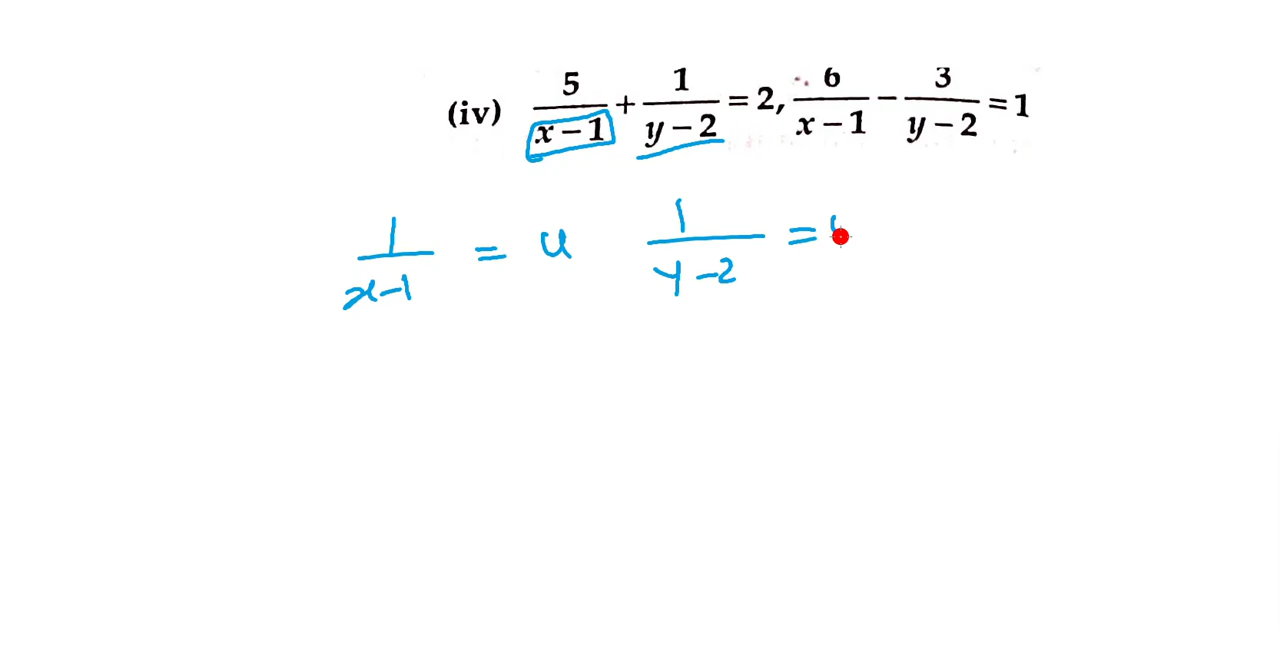 (iv) 5/(x − 1) + 1/(y − 2) = 2, 6/(x − 1) − 3/(y − 2) = 1
1/(x−1) = u 1/(y−2) =